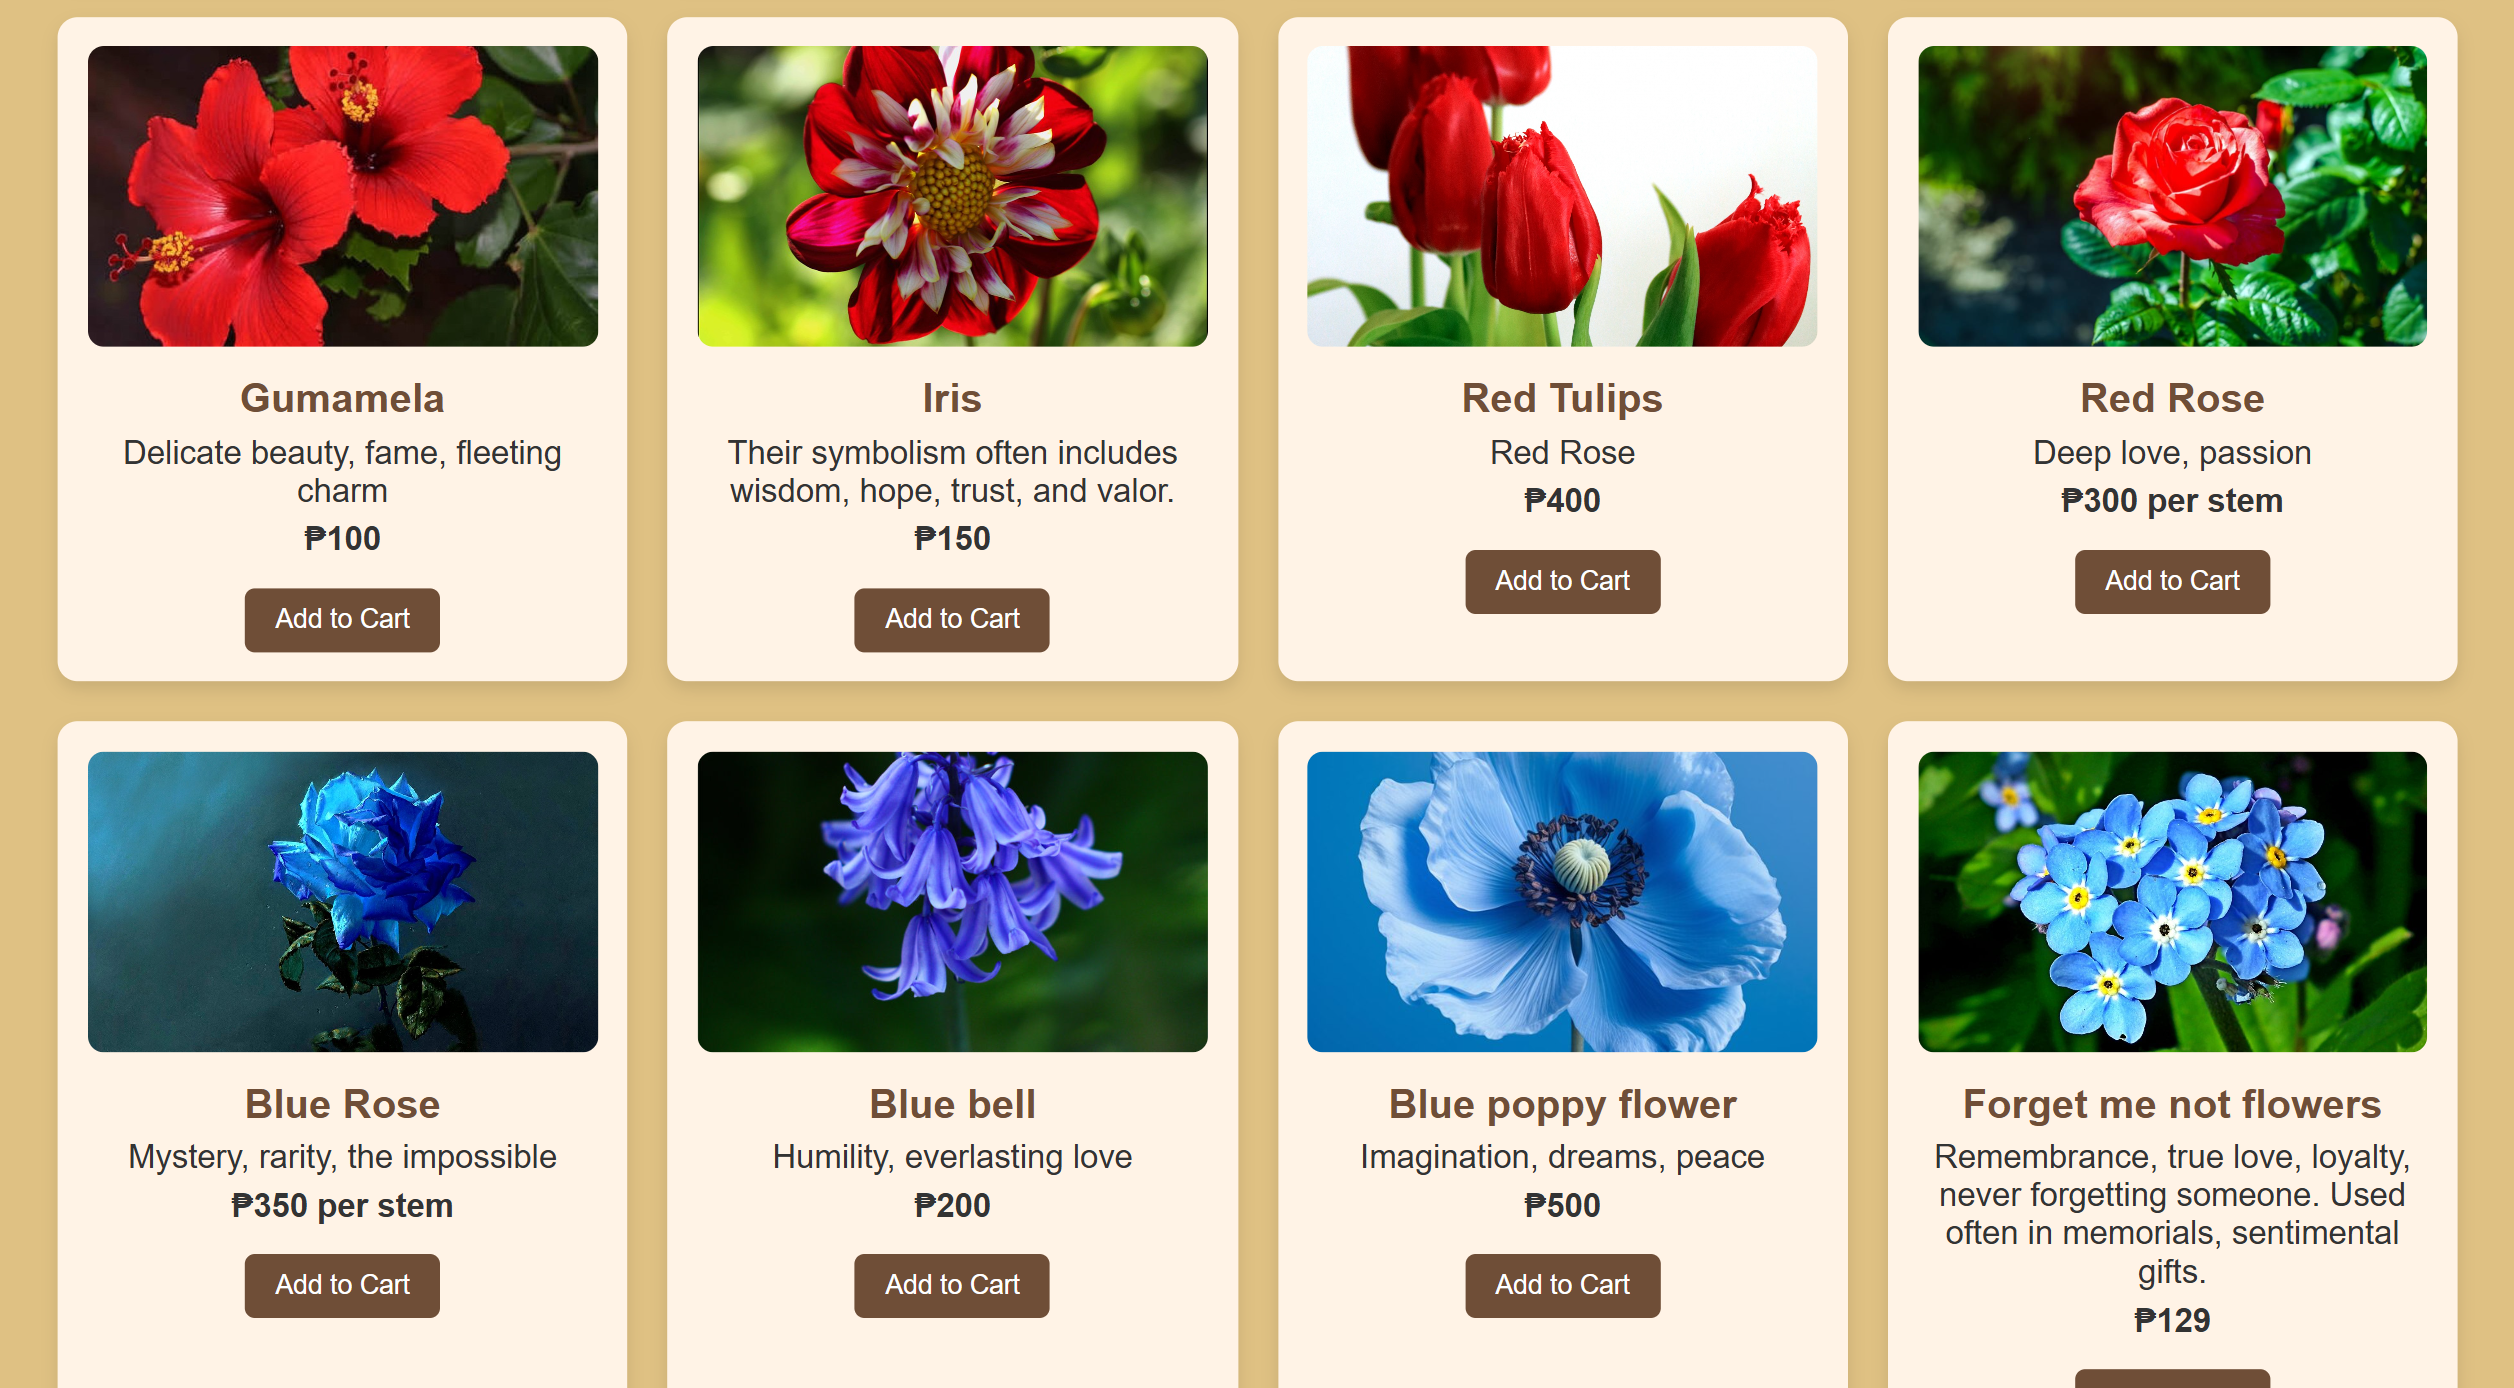 Gumamela
Delicate beauty, fame, fleeting
charm
₱100
Add to Cart
Iris
Their symbolism often includes
wisdom, hope, trust, and valor.
₱150
Add to Cart
Red Tulips
Red Rose
₱400
Add to Cart
Red Rose
Deep love, passion
₱300 per stem
Add to Cart
Blue Rose
Mystery, rarity, the impossible
₱350 per stem
Add to Cart
Blue bell
Humility, everlasting love
₱200
Add to Cart
Blue poppy flower
Imagination, dreams, peace
₱500
Add to Cart
Forget me not flowers
Remembrance, true love, loyalty,
never forgetting someone. Used
often in memorials, sentimental
gifts.
₱129